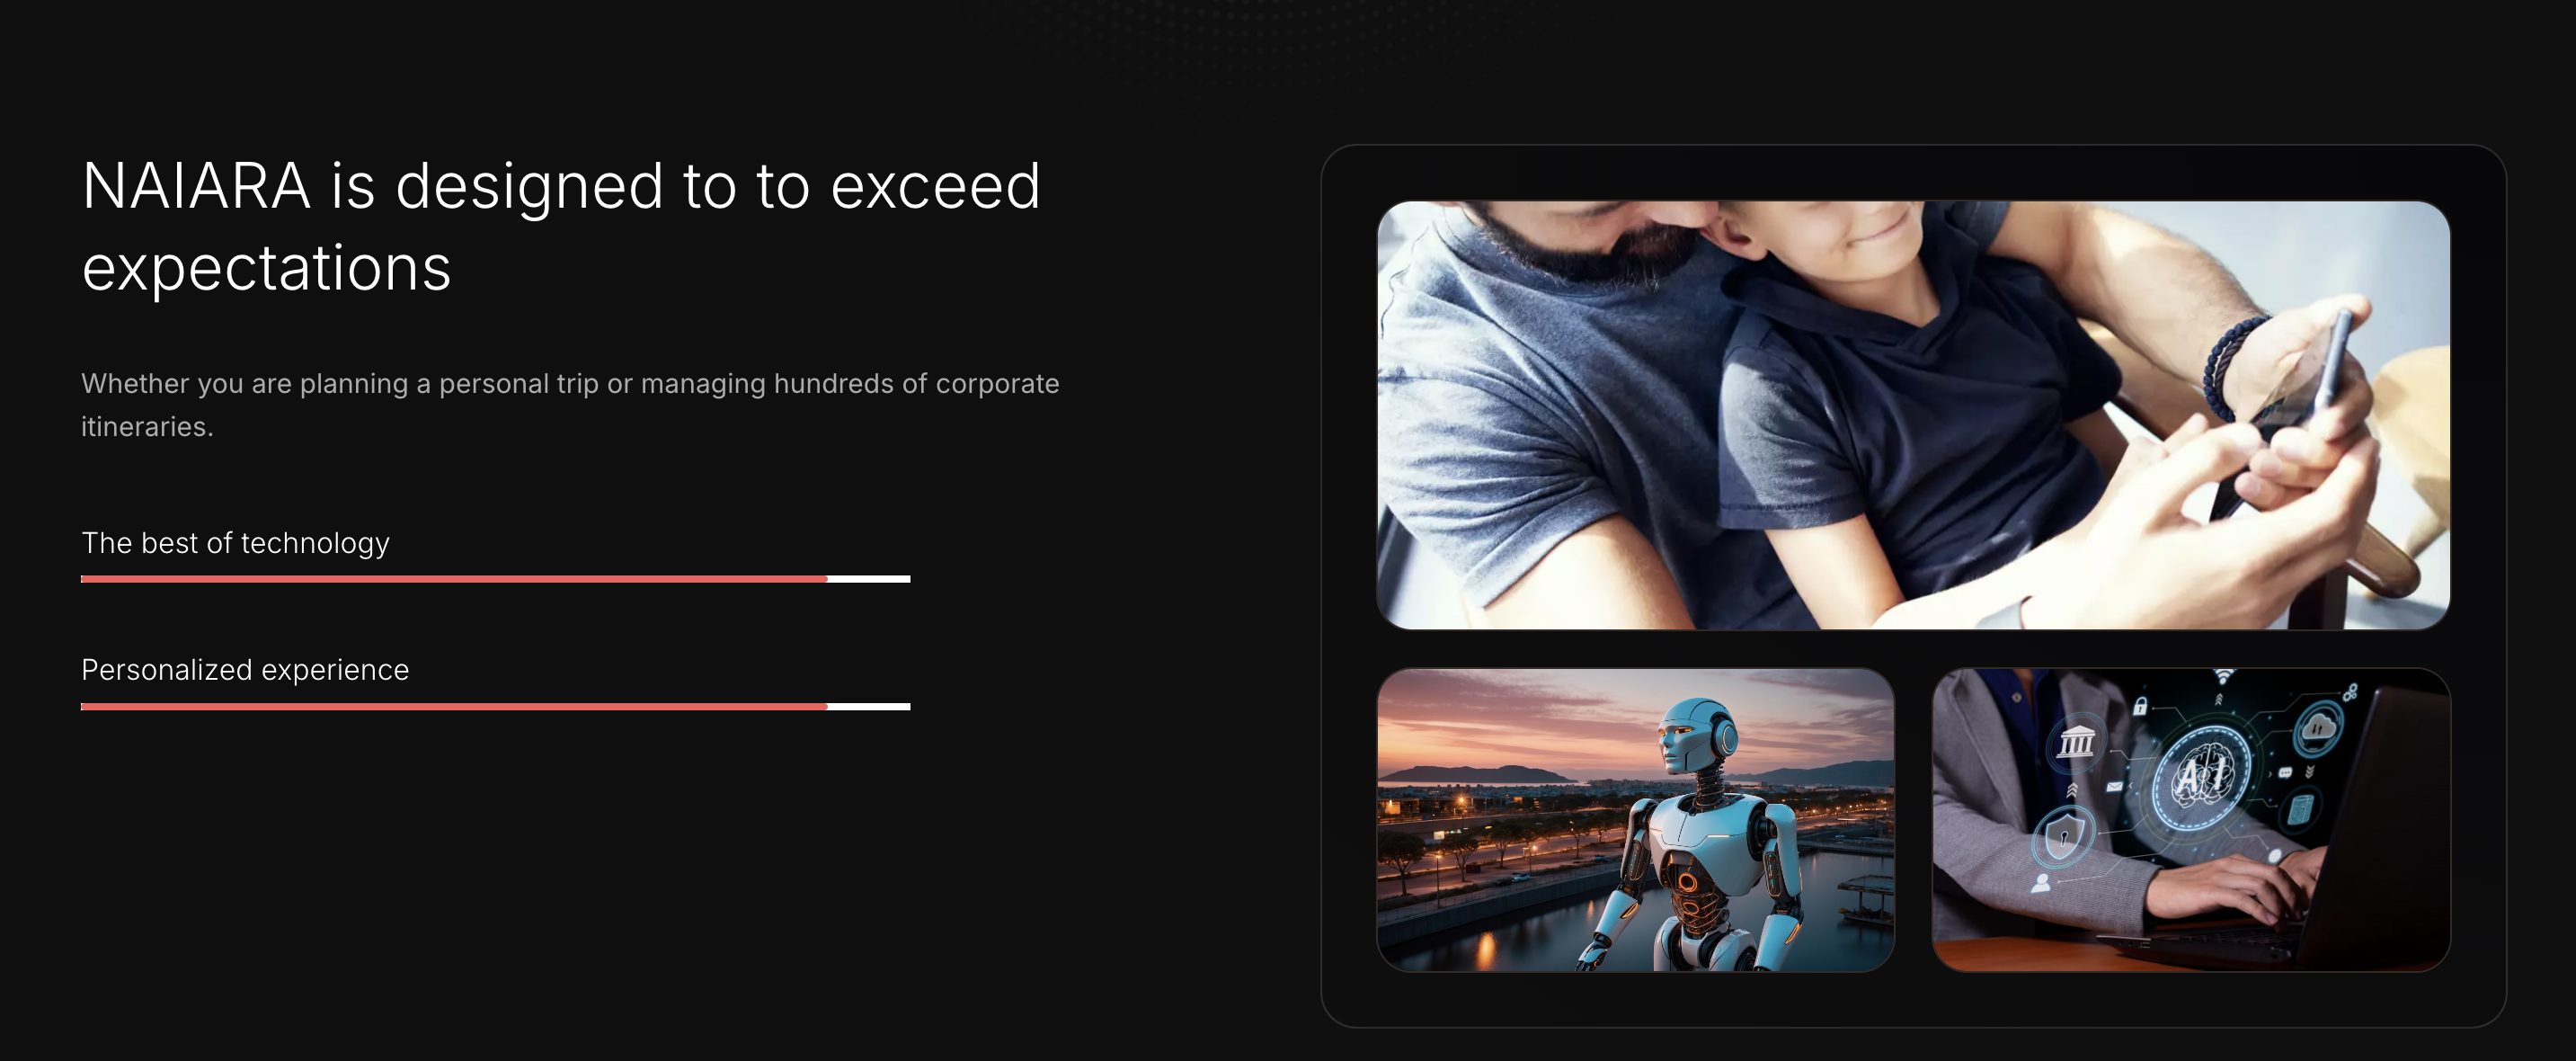 NAIARA is designed to to exceed
expectations
Whether you are planning a personal trip or managing hundreds of corporate
itineraries.
The best of technology
Personalized experience
AI